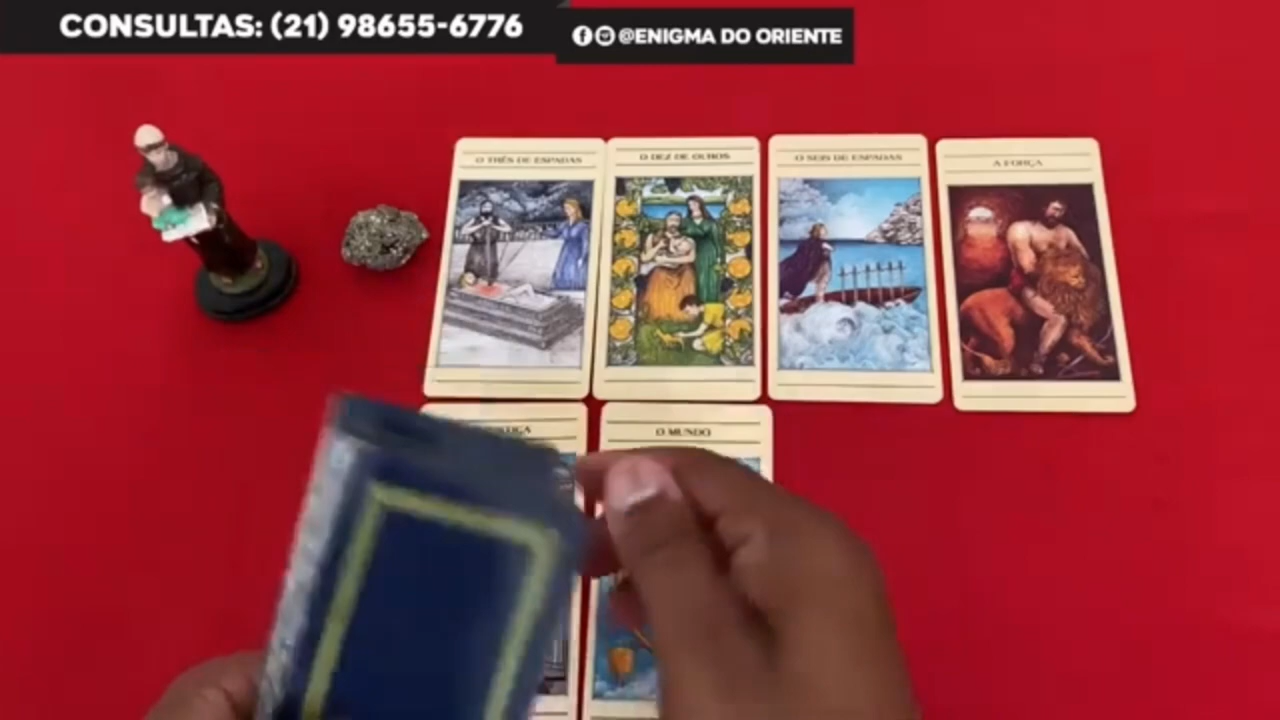 CONSULTAS: (21) 98655-6776
@ENIGMA DO ORIENTE
O TRÊS DE ESPADAS
O DEZ DE OUROS
O SEIS DE ESPADAS
A FORÇA
O MUNDO